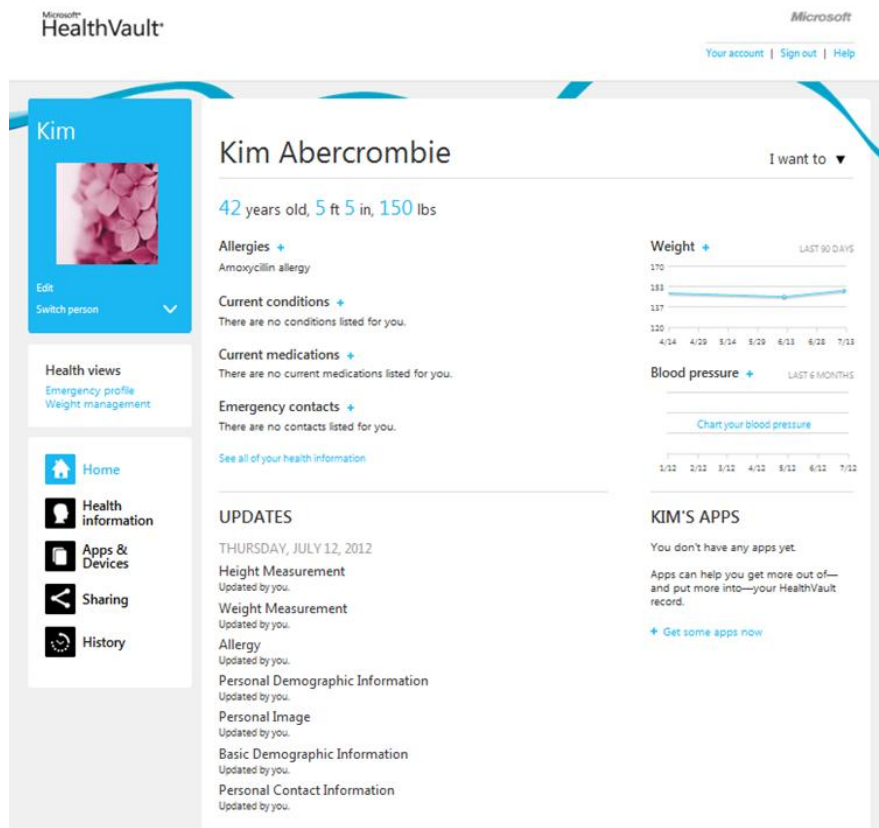 Microsoft®
HealthVault®
Microsoft
Your account | Sign out | Help
Kim
Edit
Switch person
Health views
Emergency profile
Weight management
Home
Health
information
Apps &
Devices
Sharing
History
Kim Abercrombie
I want to ▼
42 years old, 5 ft 5 in, 150 lbs
Allergies +
Amoxycillin allergy
Current conditions +
There are no conditions listed for you.
Current medications +
There are no current medications listed for you.
Emergency contacts +
There are no contacts listed for you.
See all of your health information
Weight +
LAST 90 DAYS
170
153
137
120
4/14 4/29 5/14 5/29 6/13 6/28 7/13
Blood pressure +
LAST 6 MONTHS
Chart your blood pressure
1/12 2/12 3/12 4/12 5/12 6/12 7/12
UPDATES
THURSDAY, JULY 12, 2012
Height Measurement
Updated by you.
Weight Measurement
Updated by you.
Allergy
Updated by you.
Personal Demographic Information
Updated by you.
Personal Image
Updated by you.
Basic Demographic Information
Updated by you.
Personal Contact Information
Updated by you.
KIM'S APPS
You don't have any apps yet.
Apps can help you get more out of—
and put more into—your HealthVault
record.
+ Get some apps now